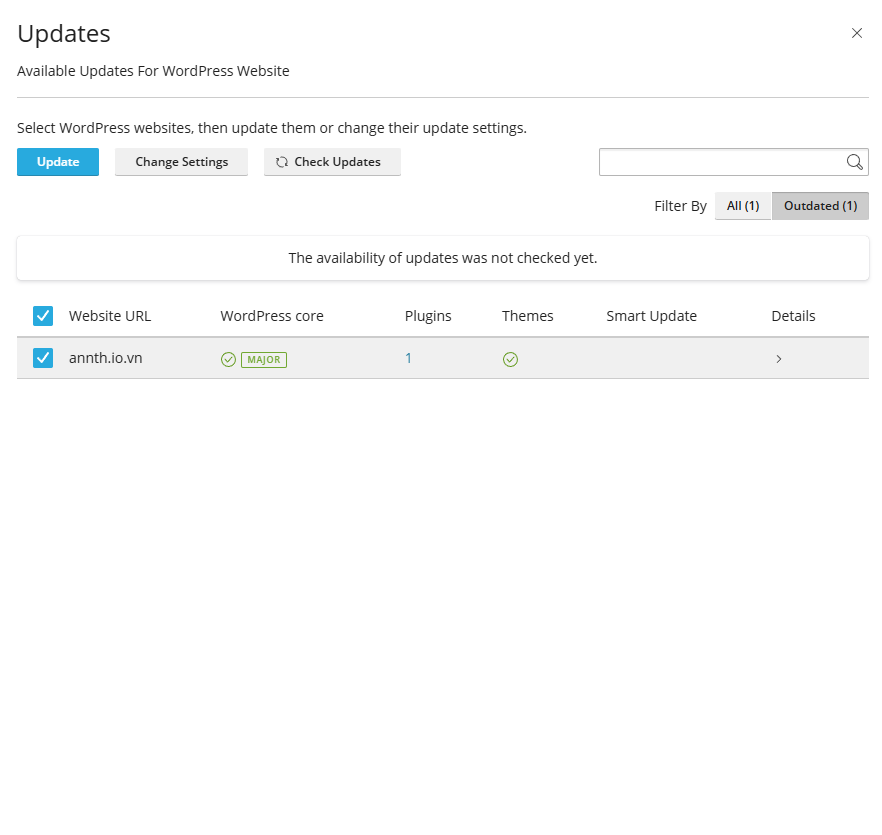 Updates
Available Updates For WordPress Website
Select WordPress websites, then update them or change their update settings.
Update Change Settings Check Updates
Filter By All (1) Outdated (1)
The availability of updates was not checked yet.
Website URL WordPress core Plugins Themes Smart Update Details
annth.io.vn MAJOR 1